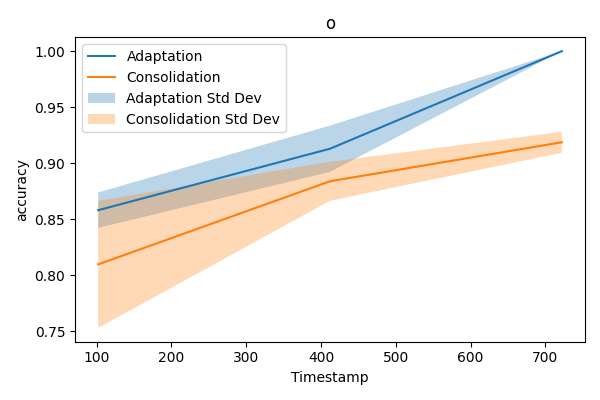 o
1.00
0.95
0.90
0.85
0.80
0.75
accuracy
Adaptation
Consolidation
Adaptation Std Dev
Consolidation Std Dev
100 200 300 400 500 600 700
Timestamp